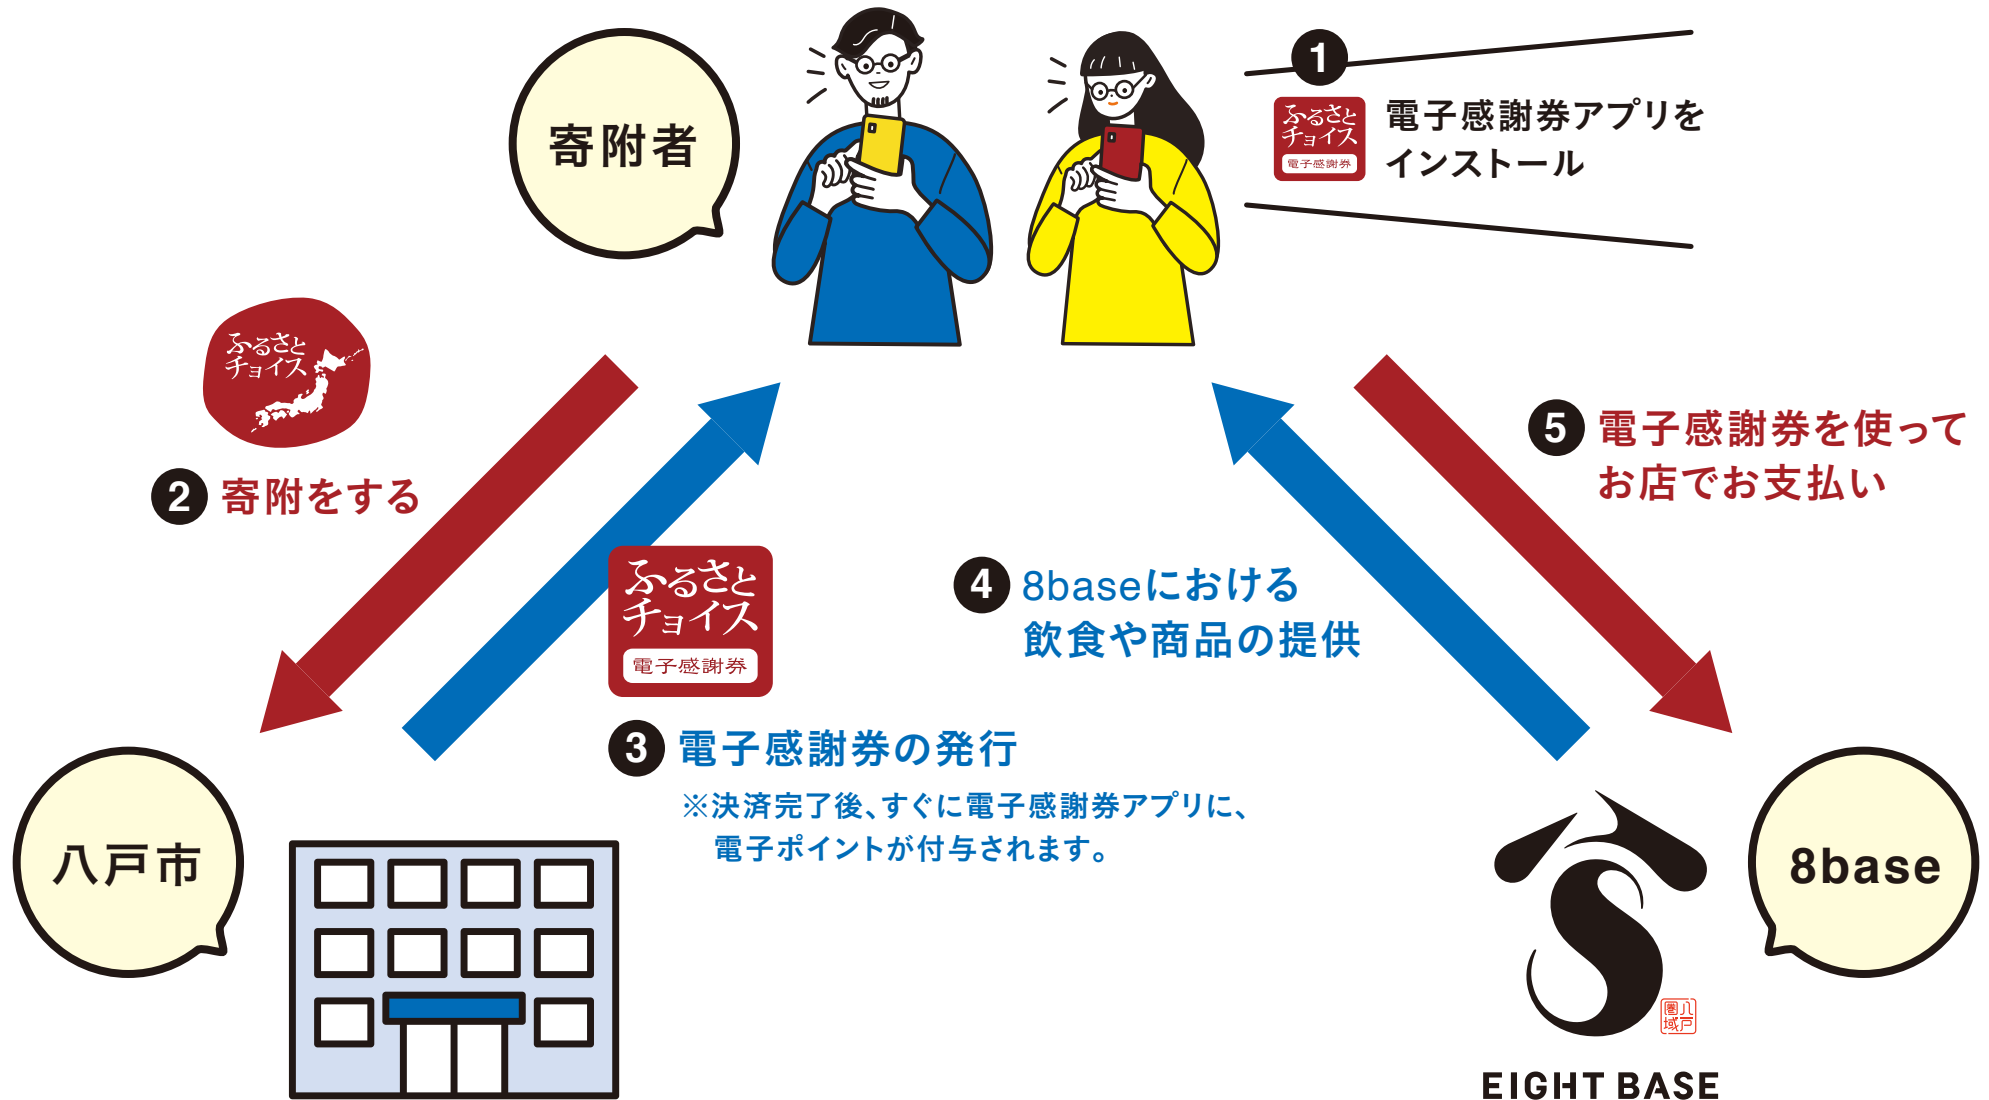 寄附者
1
ふるさと
チョイス
電子感謝券
電子感謝券アプリを
インストール
ふるさと
チョイス
2 寄附をする
5 電子感謝券を使って
お店でお支払い
ふるさと
チョイス
電子感謝券
4 8baseにおける
飲食や商品の提供
3 電子感謝券の発行
※決済完了後、すぐに電子感謝券アプリに、
電子ポイントが付与されます。
八戸市
8base
八戸
圏域
EIGHT BASE